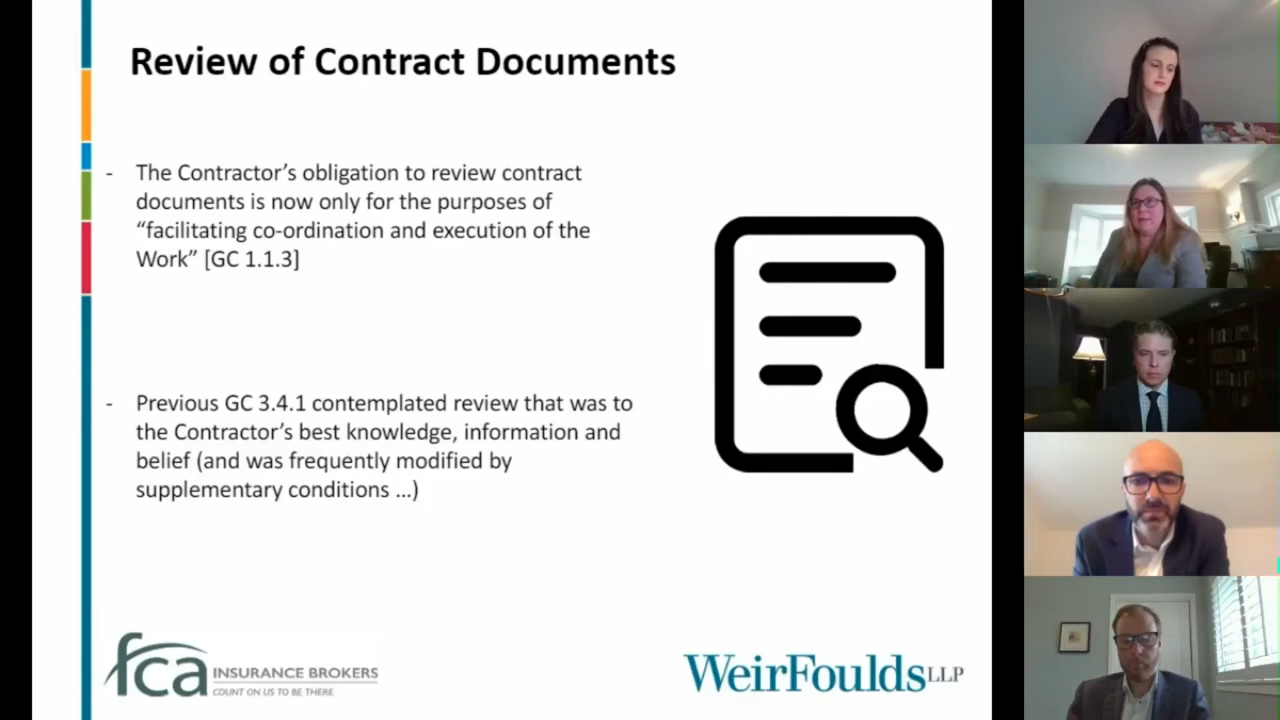 Review of Contract Documents
- The Contractor’s obligation to review contract
documents is now only for the purposes of
“facilitating co-ordination and execution of the
Work” [GC 1.1.3]
- Previous GC 3.4.1 contemplated review that was to
the Contractor’s best knowledge, information and
belief (and was frequently modified by
supplementary conditions ...)
fca INSURANCE BROKERS
COUNT ON US TO BE THERE
WeirFoulds LLP